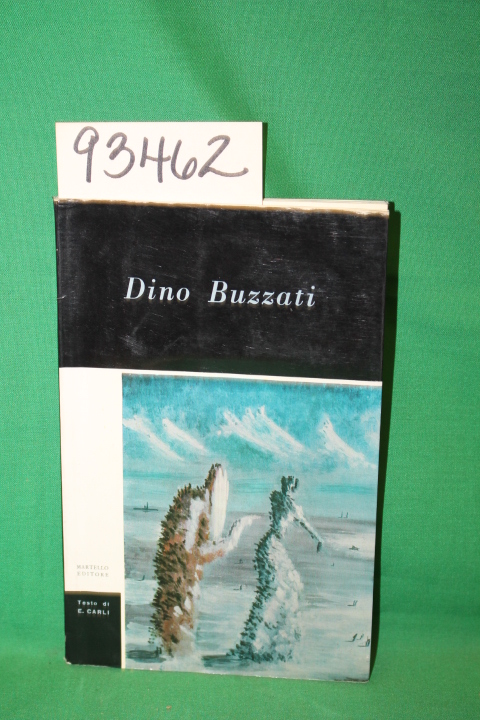 93462
Dino Buzzati
MARTELLO
EDITORE
Testo di
E. CARLI